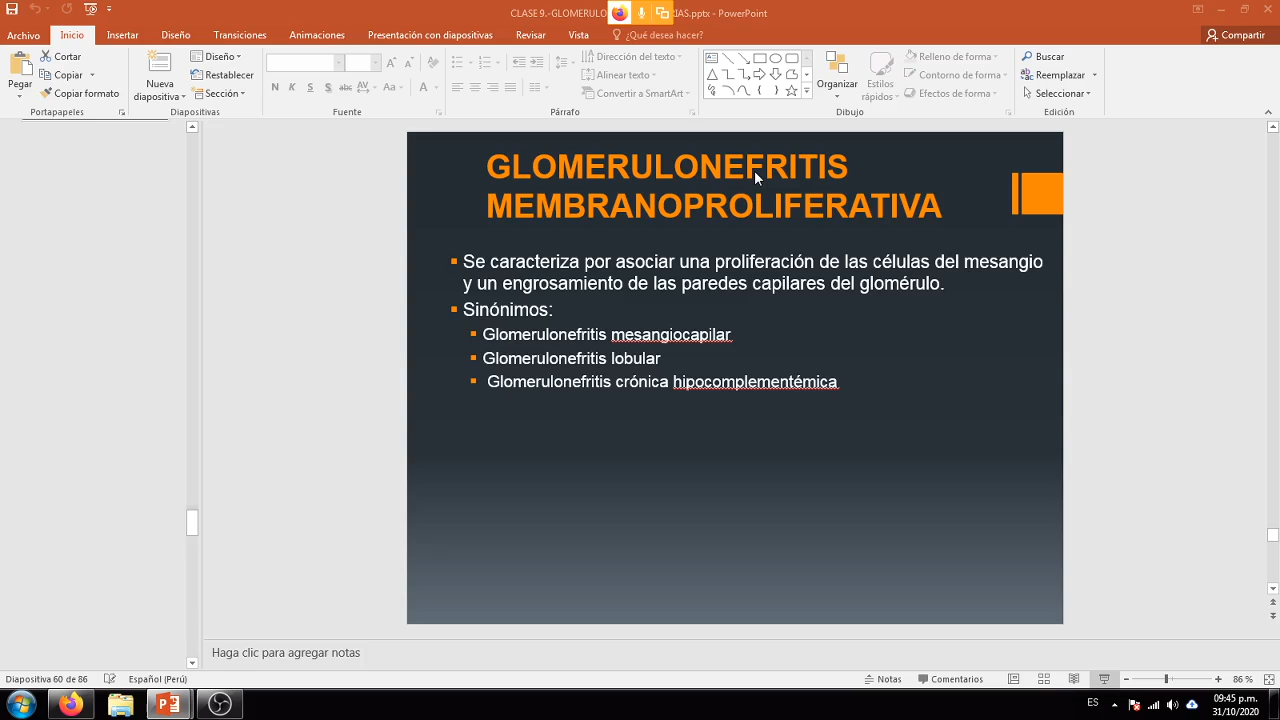 CLASE 9.-GLOMERULO RIAS.pptx - PowerPoint
Archivo Inicio Insertar Diseño Transiciones Animaciones Presentación con diapositivas Revisar Vista ¿Qué desea hacer? Compartir
Pegar
Cortar
Copiar
Copiar formato
Portapapeles
Nueva
diapositiva
Diseño
Restablecer
Sección
Diapositivas
N K S S abc AV Aa A
Fuente
Dirección del texto
Alinear texto
Convertir a SmartArt
Párrafo
Organizar
Estilos
rápidos
Relleno de forma
Contorno de forma
Efectos de forma
Dibujo
Buscar
Reemplazar
Seleccionar
Edición
GLOMERULONEFRITIS
MEMBRANOPROLIFERATIVA
Se caracteriza por asociar una proliferación de las células del mesangio
y un engrosamiento de las paredes capilares del glomérulo.
Sinónimos:
Glomerulonefritis mesangiocapilar
Glomerulonefritis lobular
Glomerulonefritis crónica hipocomplementémica
Haga clic para agregar notas
Diapositiva 60 de 86 Español (Perú) Notas Comentarios 86 %
ES 09:45 p.m.
31/10/2020